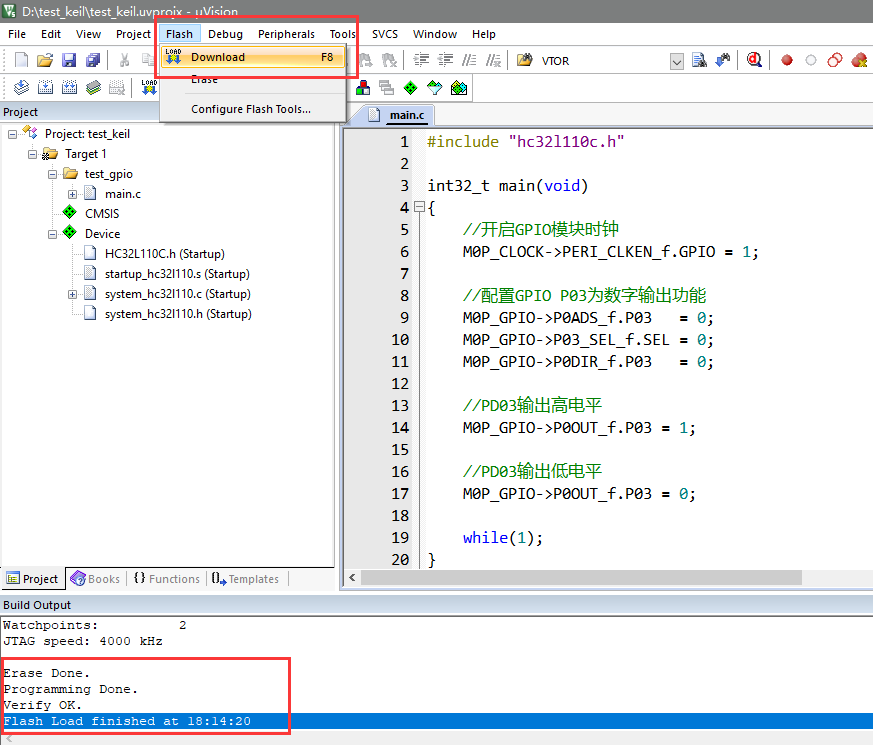 D:\test_keil\test_keil.uvprojx - µVision
File Edit View Project Flash Debug Peripherals Tools SVCS Window Help
Download F8
Erase
Configure Flash Tools...
VTOR
LOAD
LOAD
Project
Project: test_keil
Target 1
test_gpio
main.c
CMSIS
Device
HC32L110C.h (Startup)
startup_hc32l110.s (Startup)
system_hc32l110.c (Startup)
system_hc32l110.h (Startup)
Project Books {} Functions Templates
main.c
1 #include "hc32l110c.h"
2
3 int32_t main(void)
4 {
5 //开启GPIO模块时钟
6 M0P_CLOCK->PERI_CLKEN_f.GPIO = 1;
7
8 //配置GPIO P03为数字输出功能
9 M0P_GPIO->P0ADS_f.P03 = 0;
10 M0P_GPIO->P03_SEL_f.SEL = 0;
11 M0P_GPIO->P0DIR_f.P03 = 0;
12
13 //PD03输出高电平
14 M0P_GPIO->P0OUT_f.P03 = 1;
15
16 //PD03输出低电平
17 M0P_GPIO->P0OUT_f.P03 = 0;
18
19 while(1);
20 }
Build Output
Watchpoints: 2
JTAG speed: 4000 kHz
Erase Done.
Programming Done.
Verify OK.
Flash Load finished at 18:14:20